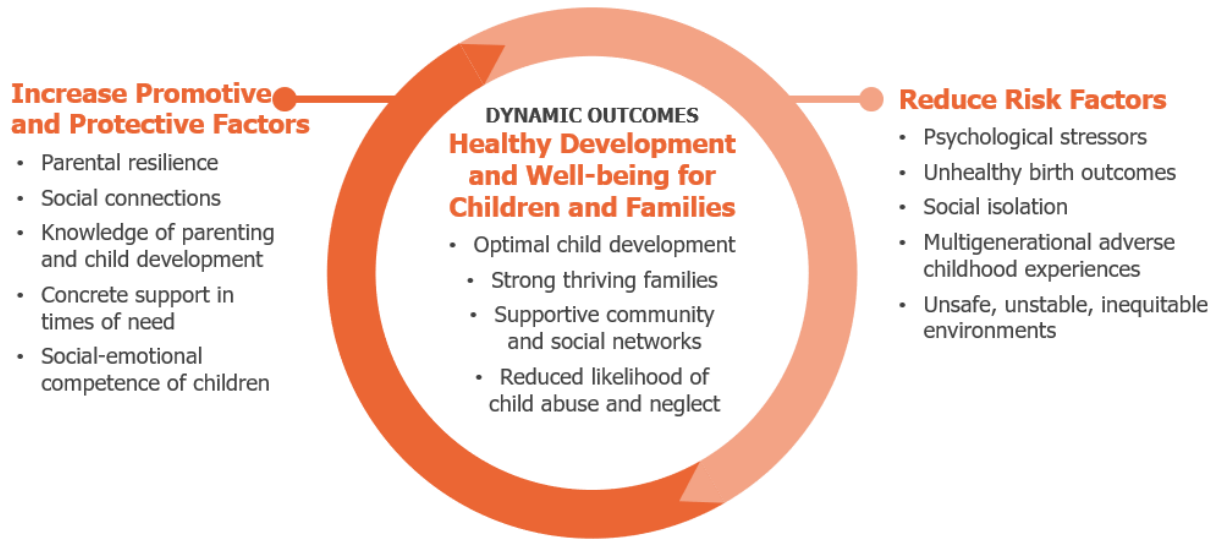 Increase Promotive
and Protective Factors
• Parental resilience
• Social connections
• Knowledge of parenting
and child development
• Concrete support in
times of need
• Social-emotional
competence of children
DYNAMIC OUTCOMES
Healthy Development
and Well-being for
Children and Families
• Optimal child development
• Strong thriving families
• Supportive community
and social networks
• Reduced likelihood of
child abuse and neglect
Reduce Risk Factors
• Psychological stressors
• Unhealthy birth outcomes
• Social isolation
• Multigenerational adverse
childhood experiences
• Unsafe, unstable, inequitable
environments